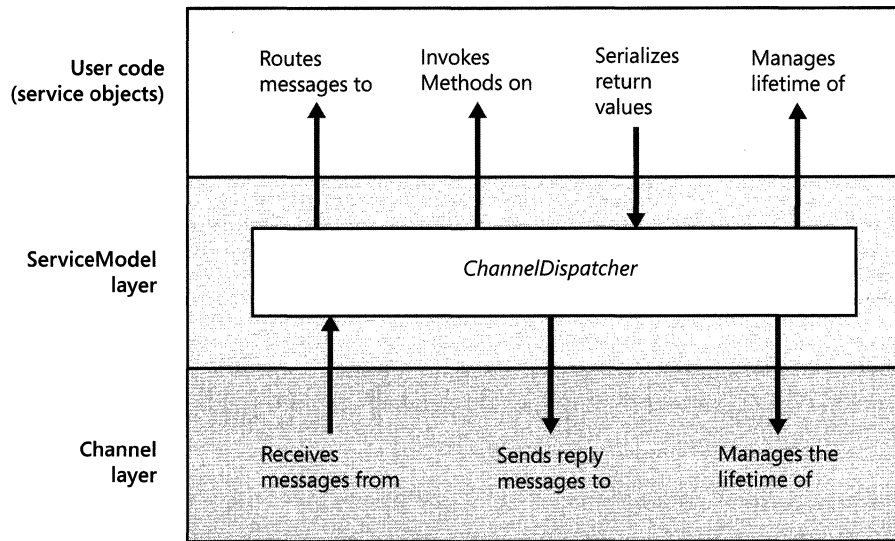 User code
(service objects)
Routes
messages to
Invokes
Methods on
Serializes
return
values
Manages
lifetime of
ServiceModel
layer
ChannelDispatcher
Channel
layer
Receives
messages from
Sends reply
messages to
Manages the
lifetime of